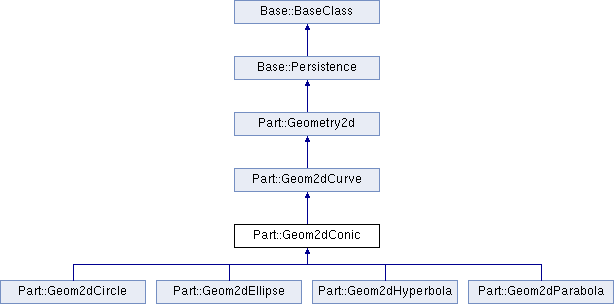 Base::BaseClass
Base::Persistence
Part::Geometry2d
Part::Geom2dCurve
Part::Geom2dConic
Part::Geom2dCircle
Part::Geom2dEllipse
Part::Geom2dHyperbola
Part::Geom2dParabola